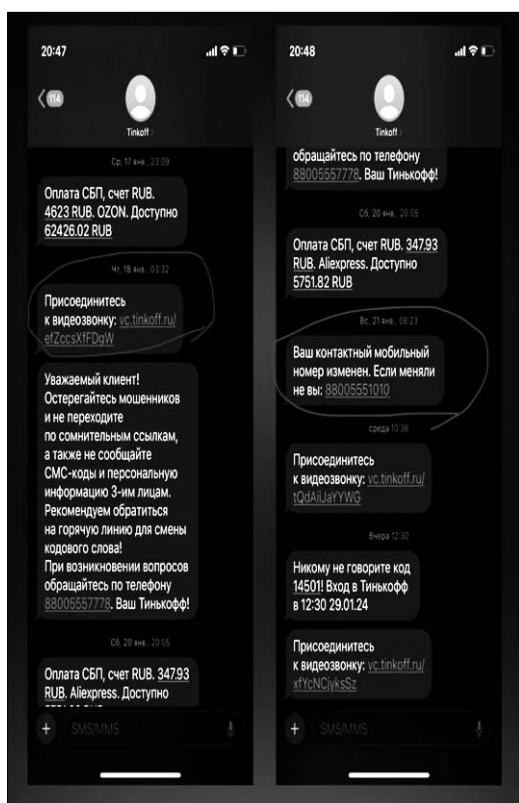 20:47
114
Tinkoff
Ср, 17 янв., 23:09
Оплата СБП, счет RUB.
4623 RUB. OZON. Доступно
62426.02 RUB
Чт, 18 янв., 03:32
Присоединитесь
к видеозвонку: vc.tinkoff.ru/
efZccsXfFDqW
Уважаемый клиент!
Остерегайтесь мошенников
и не переходите
по сомнительным ссылкам,
а также не сообщайте
СМС-коды и персональную
информацию 3-им лицам.
Рекомендуем обратиться
на горячую линию для смены
кодового слова!
При возникновении вопросов
обращайтесь по телефону
88005557778. Ваш Тинькофф!
Сб, 20 янв., 20:05
Оплата СБП, счет RUB. 347.93
RUB. Aliexpress. Доступно
SMS/MMS
20:48
114
Tinkoff
обращайтесь по телефону
88005557778. Ваш Тинькофф!
Сб, 20 янв., 20:05
Оплата СБП, счет RUB. 347.93
RUB. Aliexpress. Доступно
5751.82 RUB
Вс, 21 янв., 08:23
Ваш контактный мобильный
номер изменен. Если меняли
не вы: 88005551010
среда 10:36
Присоединитесь
к видеозвонку: vc.tinkoff.ru/
tQdAiiJaYYWG
Вчера 12:30
Никому не говорите код
14501! Вход в Тинькофф
в 12:30 29.01.24
Присоединитесь
к видеозвонку: vc.tinkoff.ru/
xfYcNCjyksSz
SMS/MMS